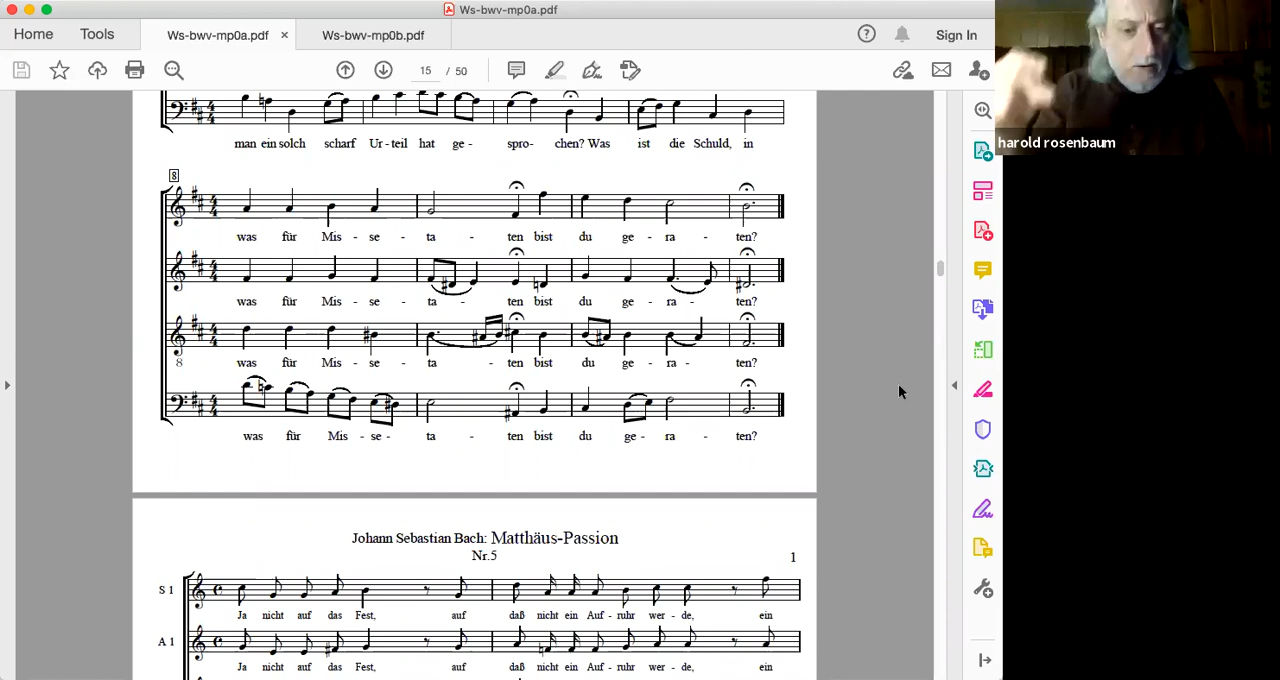 Ws-bwv-mp0a.pdf
Home Tools Ws-bwv-mp0a.pdf × Ws-bwv-mp0b.pdf Sign In
15 / 50
harold rosenbaum
man ein solch scharf Ur - teil hat ge - spro - chen? Was ist die Schuld, in
8
was für Mis - se - ta - ten bist du ge - ra - ten?
was für Mis - se - ta - ten bist du ge - ra - ten?
8
was für Mis - se - ta - ten bist du ge - ra - ten?
was für Mis - se - ta - ten bist du ge - ra - ten?
Johann Sebastian Bach: Matthäus-Passion
Nr.5
1
S 1
Ja nicht auf das Fest, auf daß nicht ein Auf - ruhr wer - de, ein
A 1
Ja nicht auf das Fest, auf daß nicht ein Auf - ruhr wer - de, ein